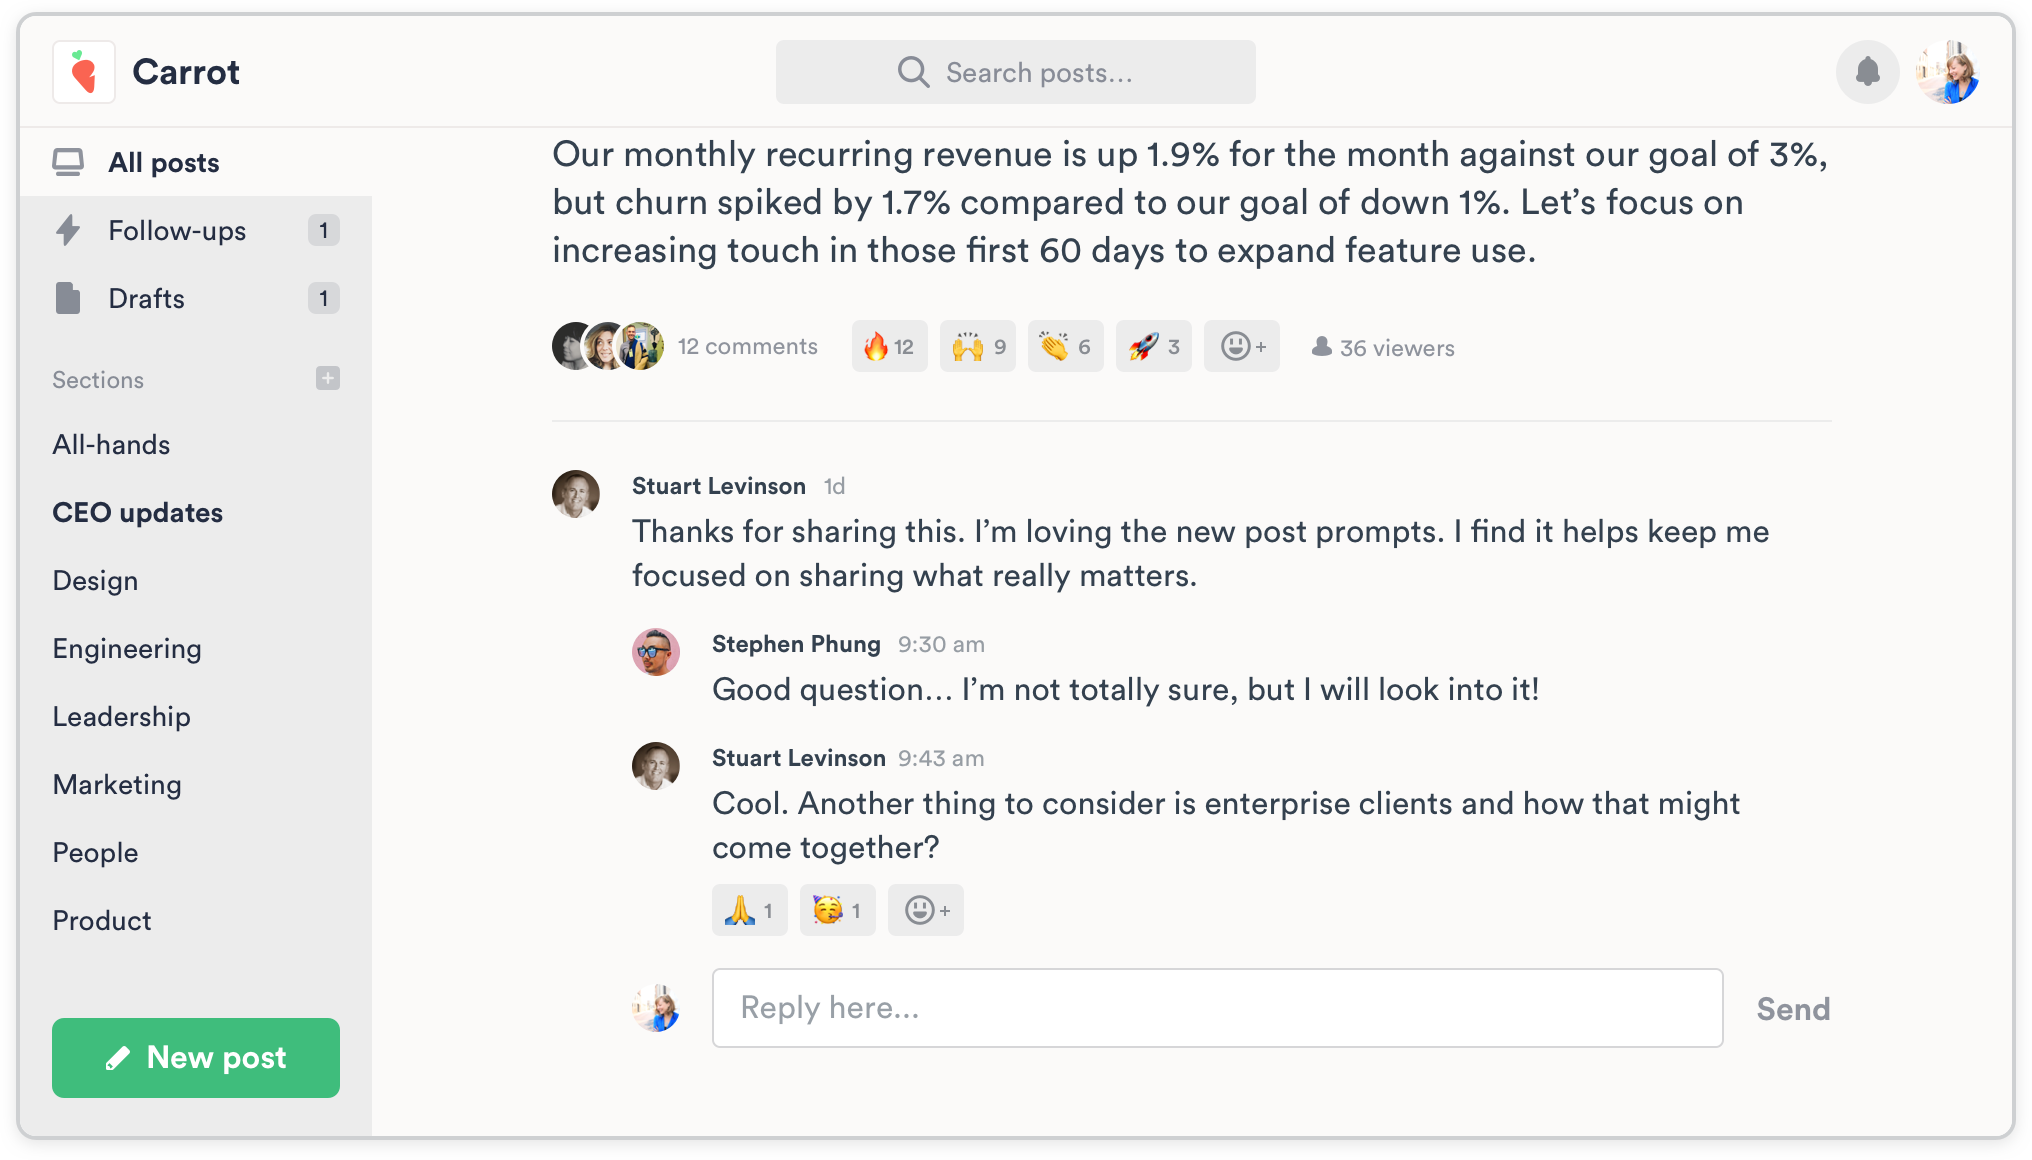 Carrot
Search posts...
All posts
Follow-ups 1
Drafts 1
Sections
All-hands
CEO updates
Design
Engineering
Leadership
Marketing
People
Product
New post
Our monthly recurring revenue is up 1.9% for the month against our goal of 3%,
but churn spiked by 1.7% compared to our goal of down 1%. Let’s focus on
increasing touch in those first 60 days to expand feature use.
12 comments 🔥 12 🙌 9 👏 6 🚀 3 + 36 viewers
Stuart Levinson 1d
Thanks for sharing this. I’m loving the new post prompts. I find it helps keep me
focused on sharing what really matters.
Stephen Phung 9:30 am
Good question... I’m not totally sure, but I will look into it!
Stuart Levinson 9:43 am
Cool. Another thing to consider is enterprise clients and how that might
come together?
🙏 1 🥳 1 +
Reply here...
Send